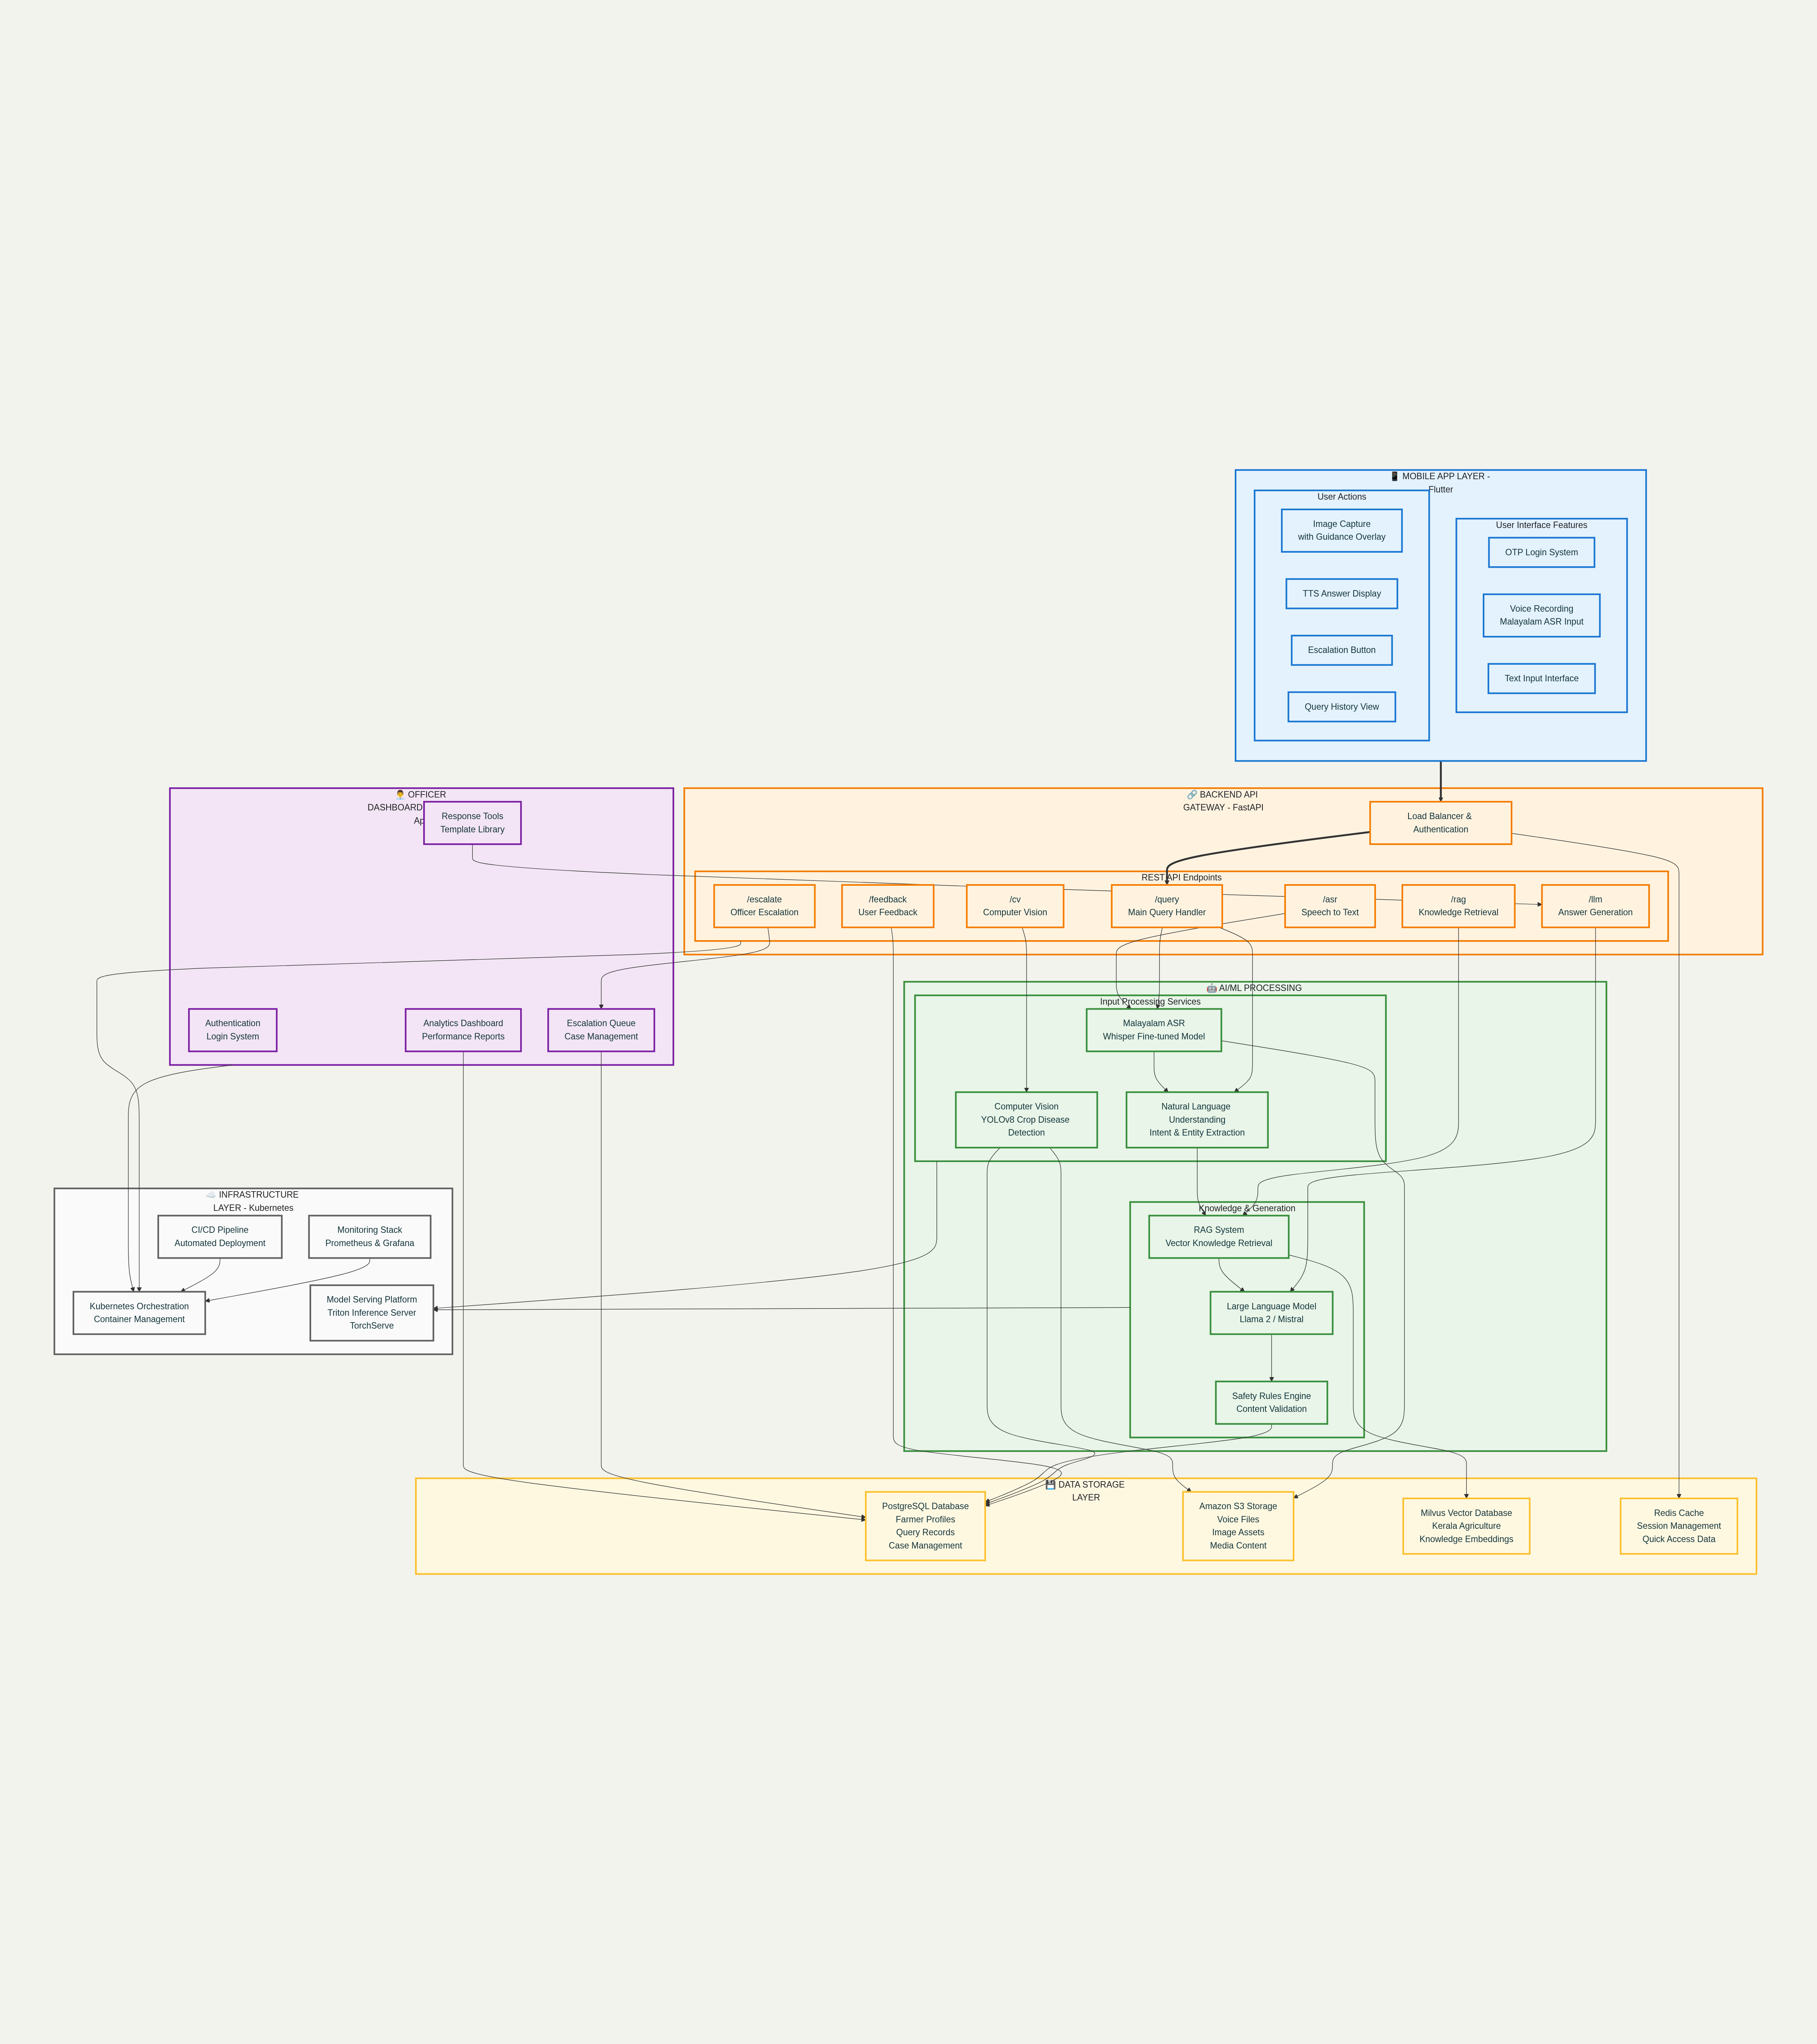 📱 MOBILE APP LAYER -
Flutter
User Actions
Image Capture
with Guidance Overlay
TTS Answer Display
Escalation Button
Query History View
User Interface Features
OTP Login System
Voice Recording
Malayalam ASR Input
Text Input Interface
👨‍💼 OFFICER
DASHBOARD
Ap
Response Tools
Template Library
Authentication
Login System
Analytics Dashboard
Performance Reports
Escalation Queue
Case Management
🔗 BACKEND API
GATEWAY - FastAPI
Load Balancer &
Authentication
REST API Endpoints
/escalate
Officer Escalation
/feedback
User Feedback
/cv
Computer Vision
/query
Main Query Handler
/asr
Speech to Text
/rag
Knowledge Retrieval
/llm
Answer Generation
🤖 AI/ML PROCESSING
Input Processing Services
Malayalam ASR
Whisper Fine-tuned Model
Computer Vision
YOLOv8 Crop Disease
Detection
Natural Language
Understanding
Intent & Entity Extraction
Knowledge & Generation
RAG System
Vector Knowledge Retrieval
Large Language Model
Llama 2 / Mistral
Safety Rules Engine
Content Validation
☁️ INFRASTRUCTURE
LAYER - Kubernetes
CI/CD Pipeline
Automated Deployment
Monitoring Stack
Prometheus & Grafana
Kubernetes Orchestration
Container Management
Model Serving Platform
Triton Inference Server
TorchServe
💾 DATA STORAGE
LAYER
PostgreSQL Database
Farmer Profiles
Query Records
Case Management
Amazon S3 Storage
Voice Files
Image Assets
Media Content
Milvus Vector Database
Kerala Agriculture
Knowledge Embeddings
Redis Cache
Session Management
Quick Access Data